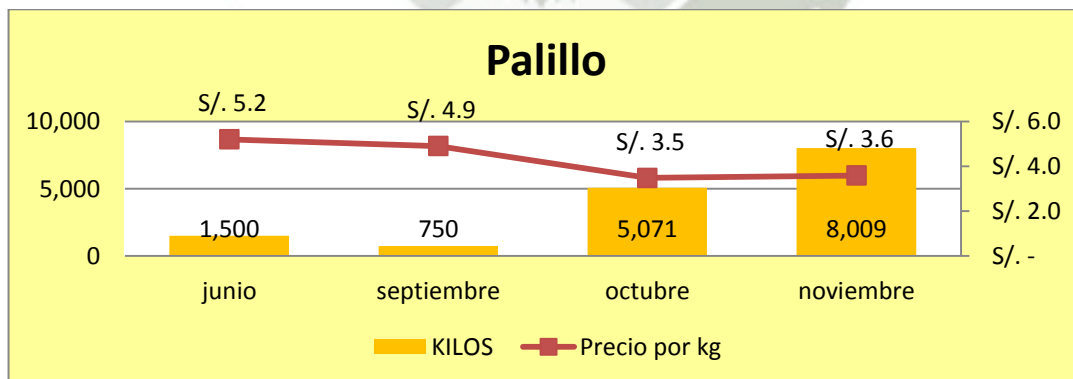 Palillo
S/. 5.2 S/. 4.9 S/. 3.5 S/. 3.6
10,000
5,000
0
1,500 750 5,071 8,009
S/. 6.0
S/. 4.0
S/. 2.0
S/. -
junio septiembre octubre noviembre
KILOS Precio por kg